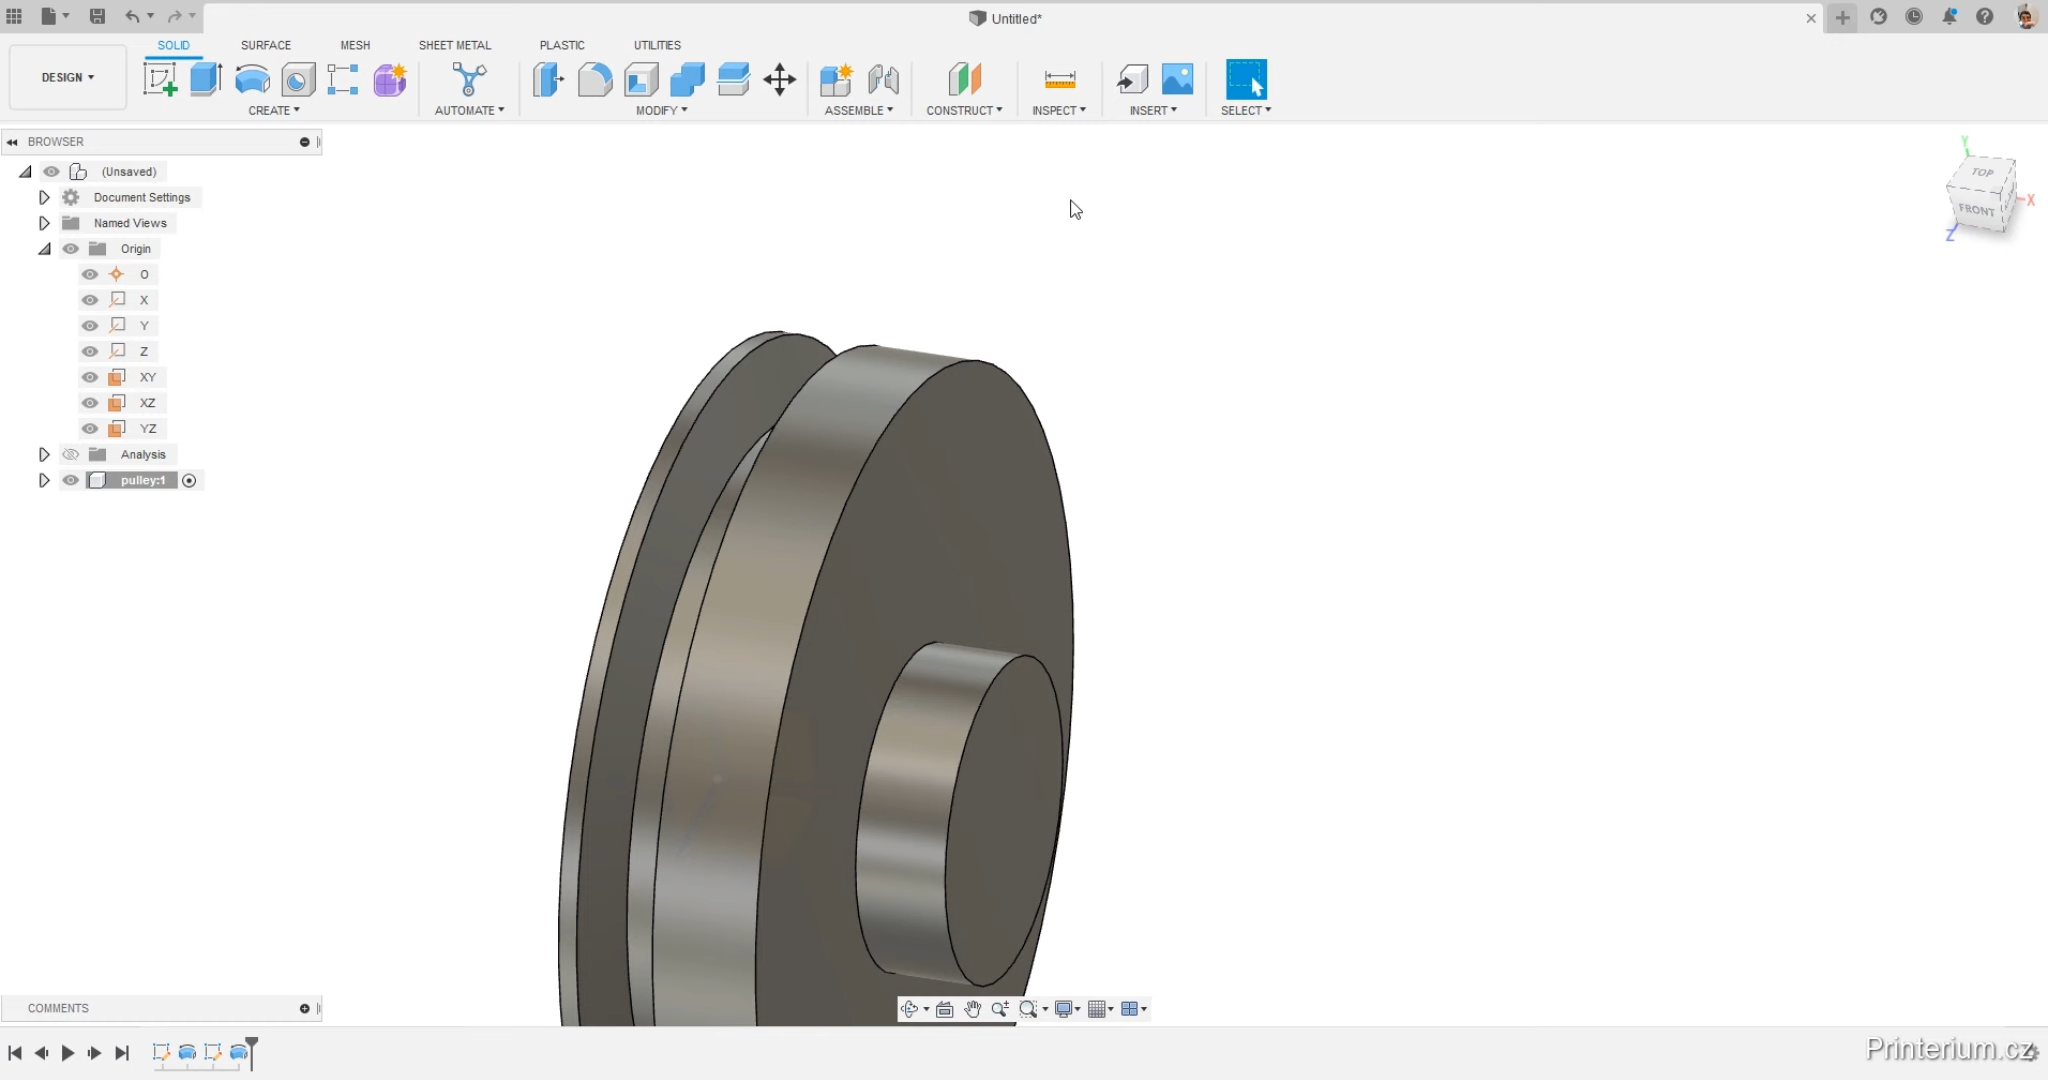 Untitled*
SOLID SURFACE MESH SHEET METAL PLASTIC UTILITIES
DESIGN
CREATE AUTOMATE MODIFY ASSEMBLE CONSTRUCT INSPECT INSERT SELECT
BROWSER
(Unsaved)
Document Settings
Named Views
Origin
O
X
Y
Z
XY
XZ
YZ
Analysis
pulley:1
Y
TOP
FRONT
X
Z
COMMENTS
Printerium.cz